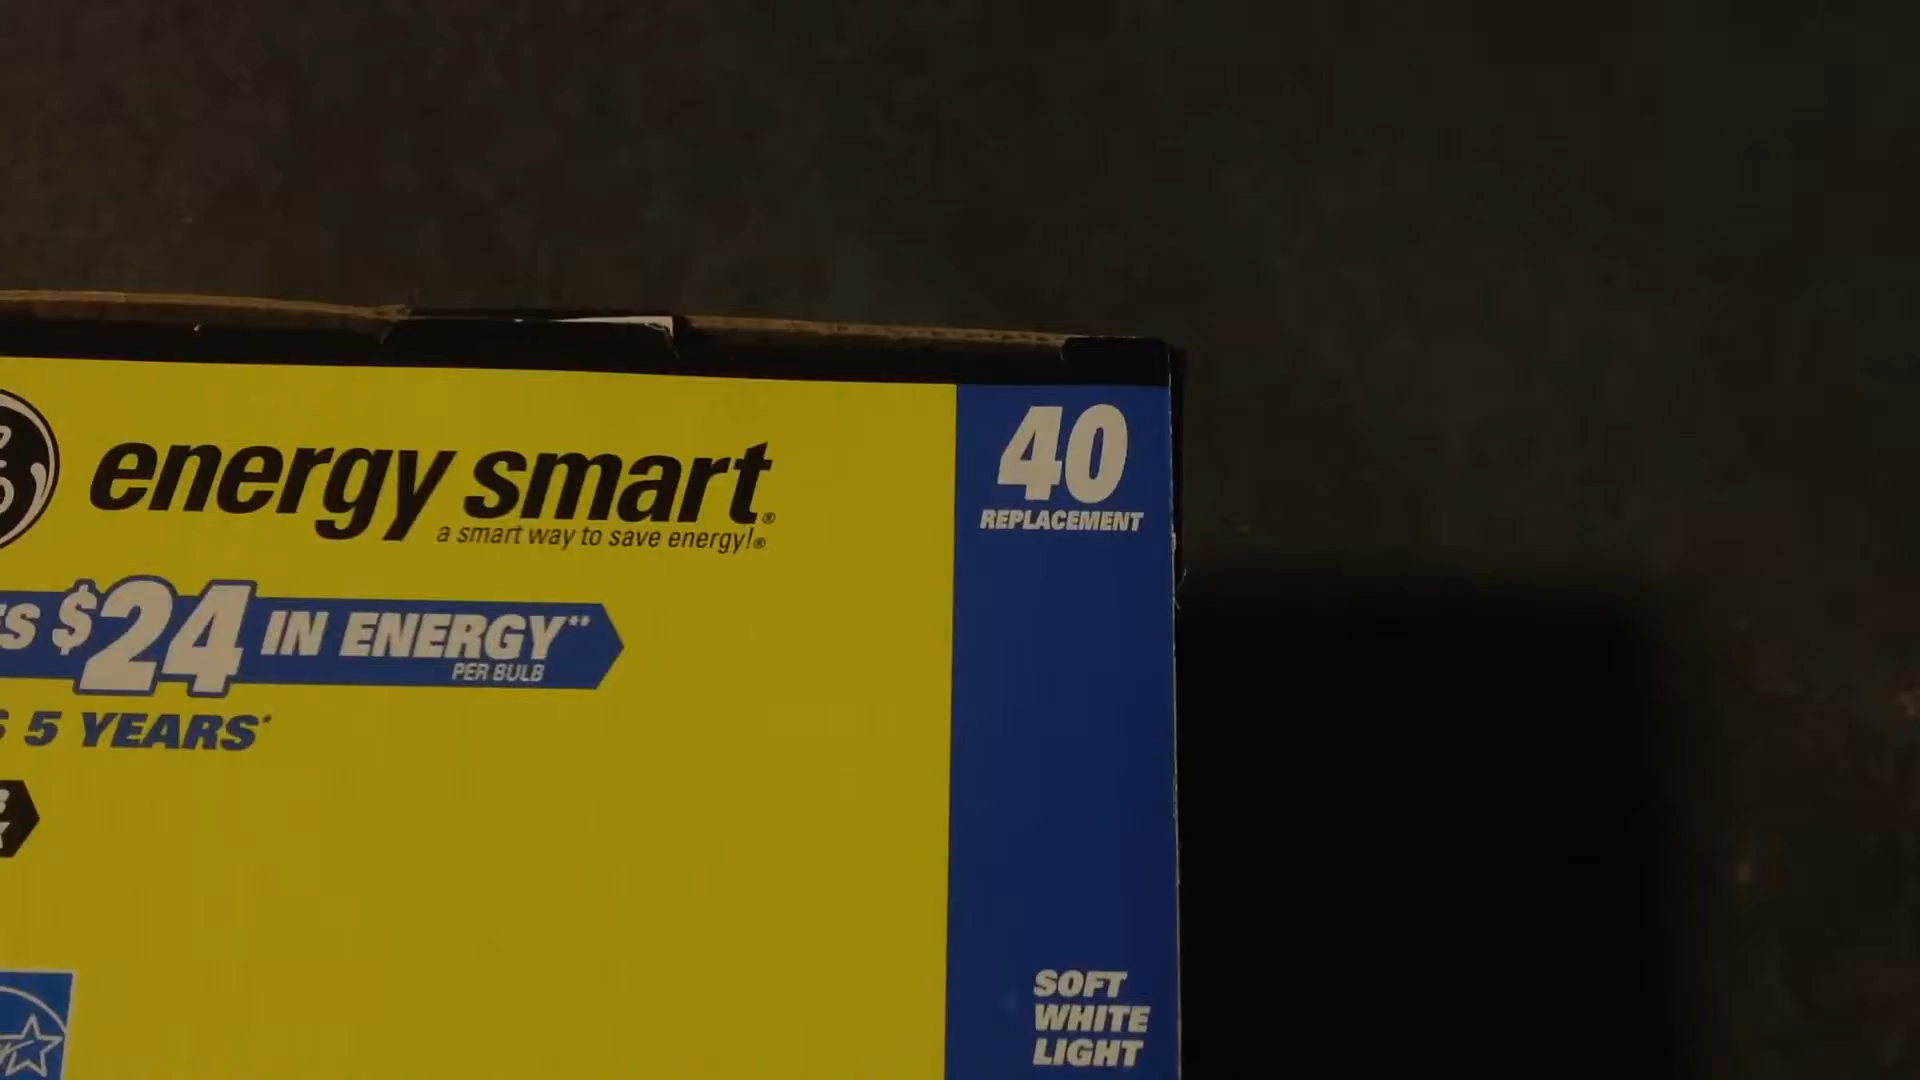 energy smart®
a smart way to save energy!®
40
REPLACEMENT
$24 IN ENERGY**
PER BULB
5 YEARS*
SOFT
WHITE
LIGHT